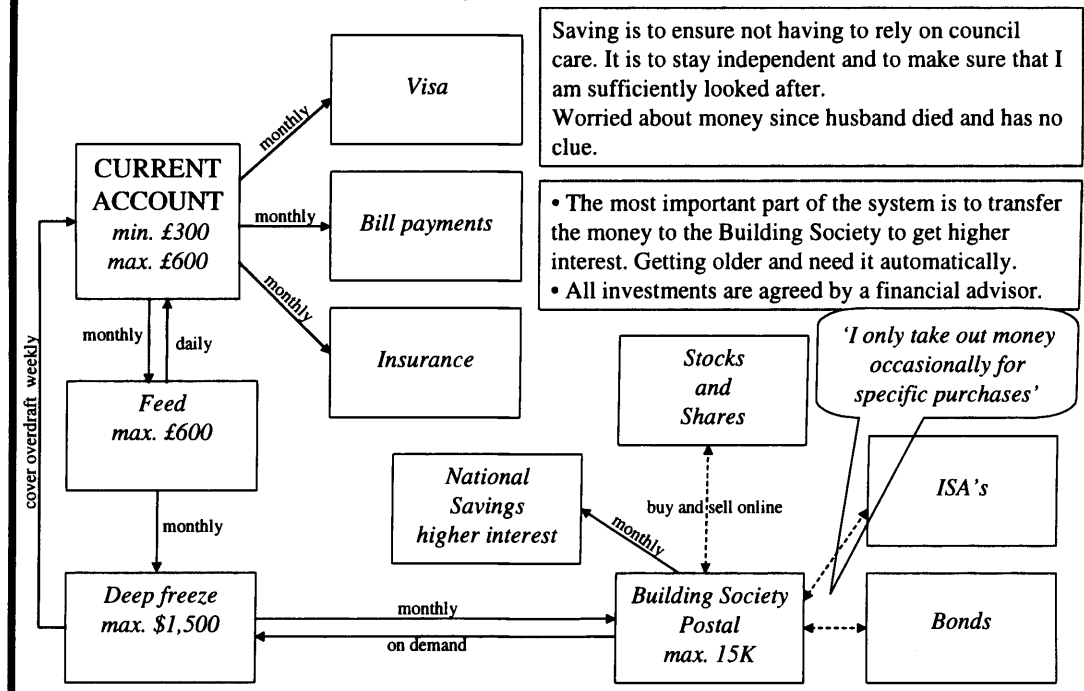 Saving is to ensure not having to rely on council
care. It is to stay independent and to make sure that I
am sufficiently looked after.
Worried about money since husband died and has no
clue.
Visa
monthly
CURRENT
ACCOUNT
min. £300
max. £600
monthly
Bill payments
• The most important part of the system is to transfer
the money to the Building Society to get higher
interest. Getting older and need it automatically.
• All investments are agreed by a financial advisor.
monthly
Insurance
monthly
daily
cover overdraft weekly
Feed
max. £600
Stocks
and
Shares
'I only take out money
occasionally for
specific purchases'
National
Savings
higher interest
buy and sell online
ISA's
monthly
monthly
Deep freeze
max. $1,500
monthly
on demand
Building Society
Postal
max. 15K
Bonds